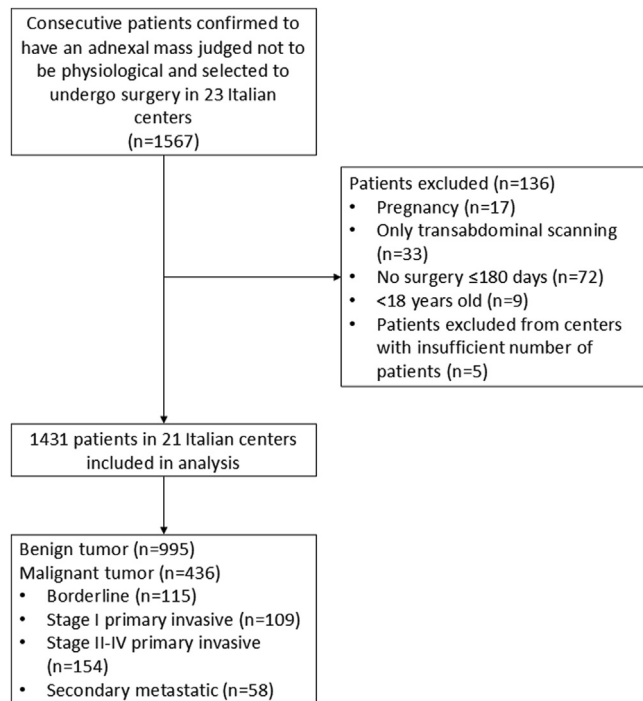 Consecutive patients confirmed to
have an adnexal mass judged not to
be physiological and selected to
undergo surgery in 23 Italian
centers
(n=1567)
Patients excluded (n=136)
• Pregnancy (n=17)
• Only transabdominal scanning
(n=33)
• No surgery ≤180 days (n=72)
• <18 years old (n=9)
• Patients excluded from centers
with insufficient number of
patients (n=5)
1431 patients in 21 Italian centers
included in analysis
Benign tumor (n=995)
Malignant tumor (n=436)
• Borderline (n=115)
• Stage I primary invasive (n=109)
• Stage II-IV primary invasive
(n=154)
• Secondary metastatic (n=58)